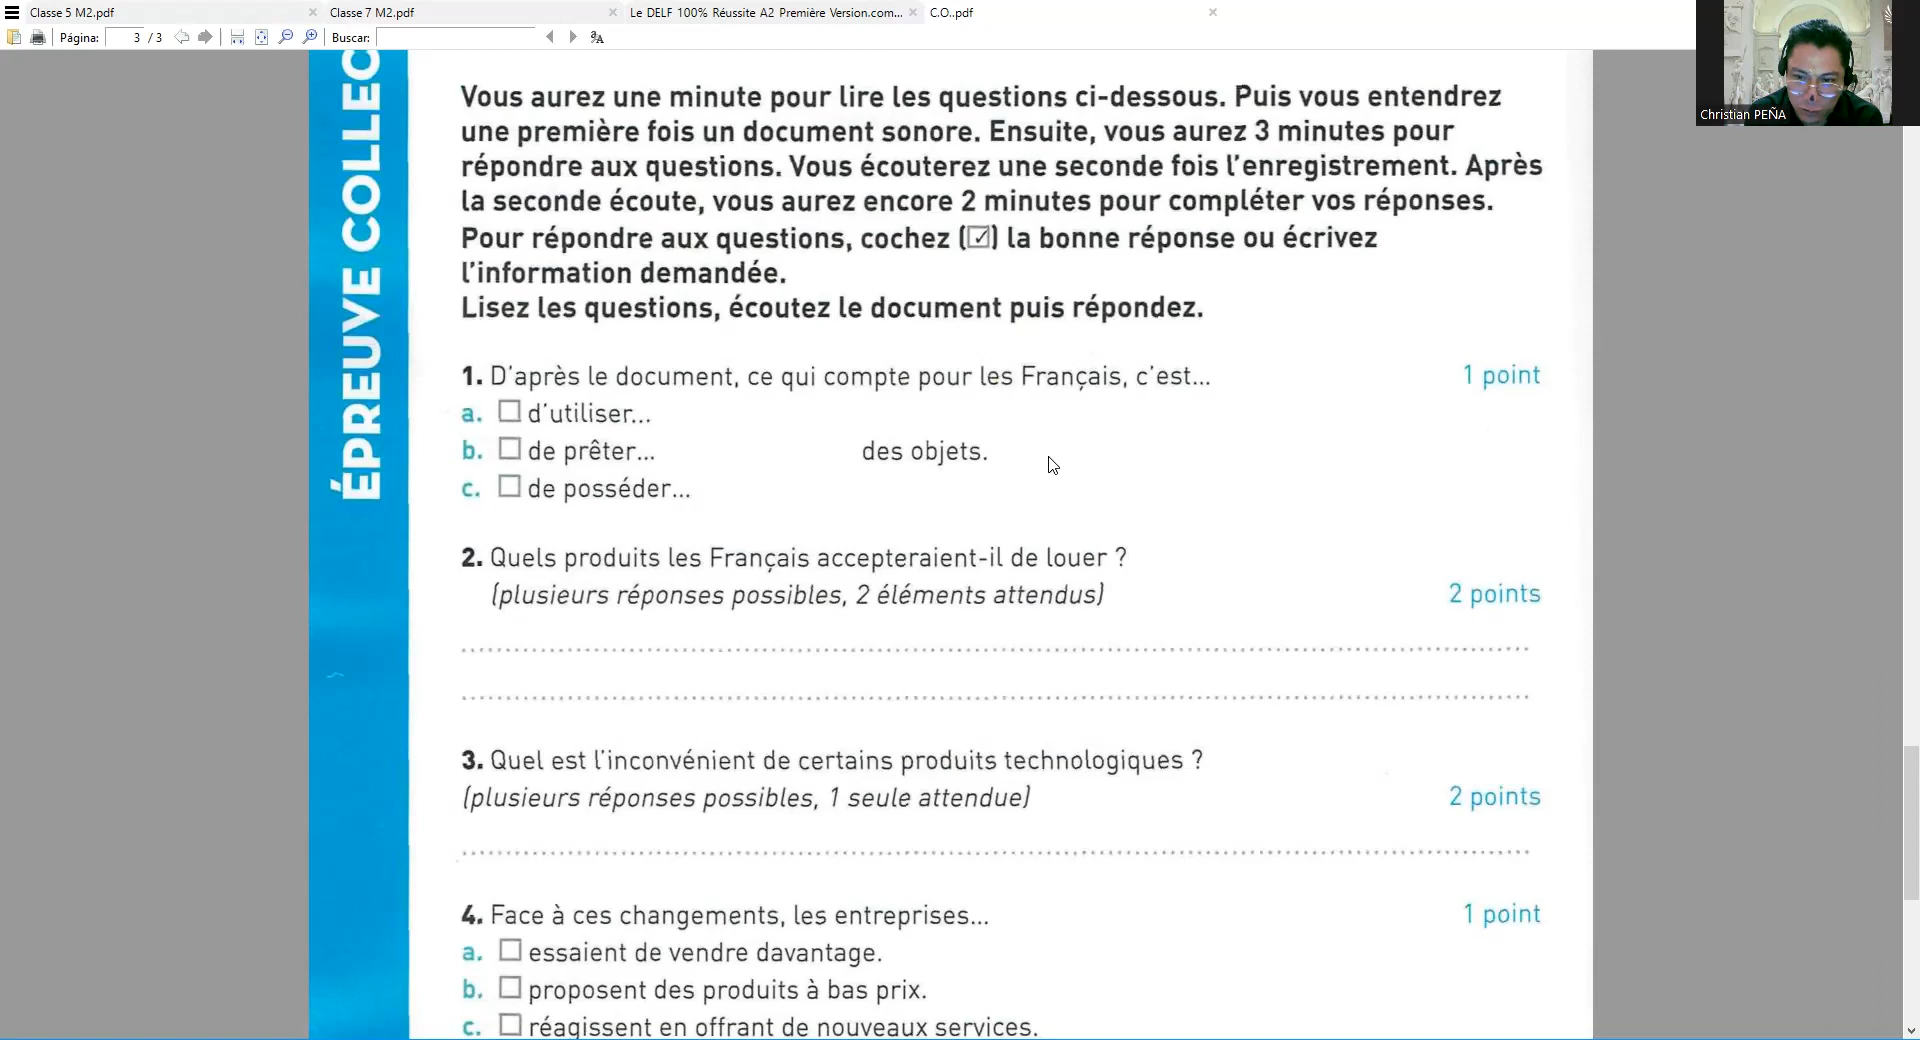 Classe 5 M2.pdf
Classe 7 M2.pdf
Le DELF 100% Réussite A2 Première Version.com...
C.O..pdf
Página: 3 / 3
Buscar:
Christian PEÑA
ÉPREUVE COLLEC
Vous aurez une minute pour lire les questions ci-dessous. Puis vous entendrez
une première fois un document sonore. Ensuite, vous aurez 3 minutes pour
répondre aux questions. Vous écouterez une seconde fois l'enregistrement. Après
la seconde écoute, vous aurez encore 2 minutes pour compléter vos réponses.
Pour répondre aux questions, cochez (☑) la bonne réponse ou écrivez
l'information demandée.
Lisez les questions, écoutez le document puis répondez.
1. D'après le document, ce qui compte pour les Français, c'est... 1 point
a. ☐ d'utiliser...
b. ☐ de prêter... des objets.
c. ☐ de posséder...
2. Quels produits les Français accepteraient-il de louer ?
(plusieurs réponses possibles, 2 éléments attendus) 2 points
3. Quel est l'inconvénient de certains produits technologiques ?
(plusieurs réponses possibles, 1 seule attendue) 2 points
4. Face à ces changements, les entreprises... 1 point
a. ☐ essaient de vendre davantage.
b. ☐ proposent des produits à bas prix.
c. ☐ réagissent en offrant de nouveaux services.